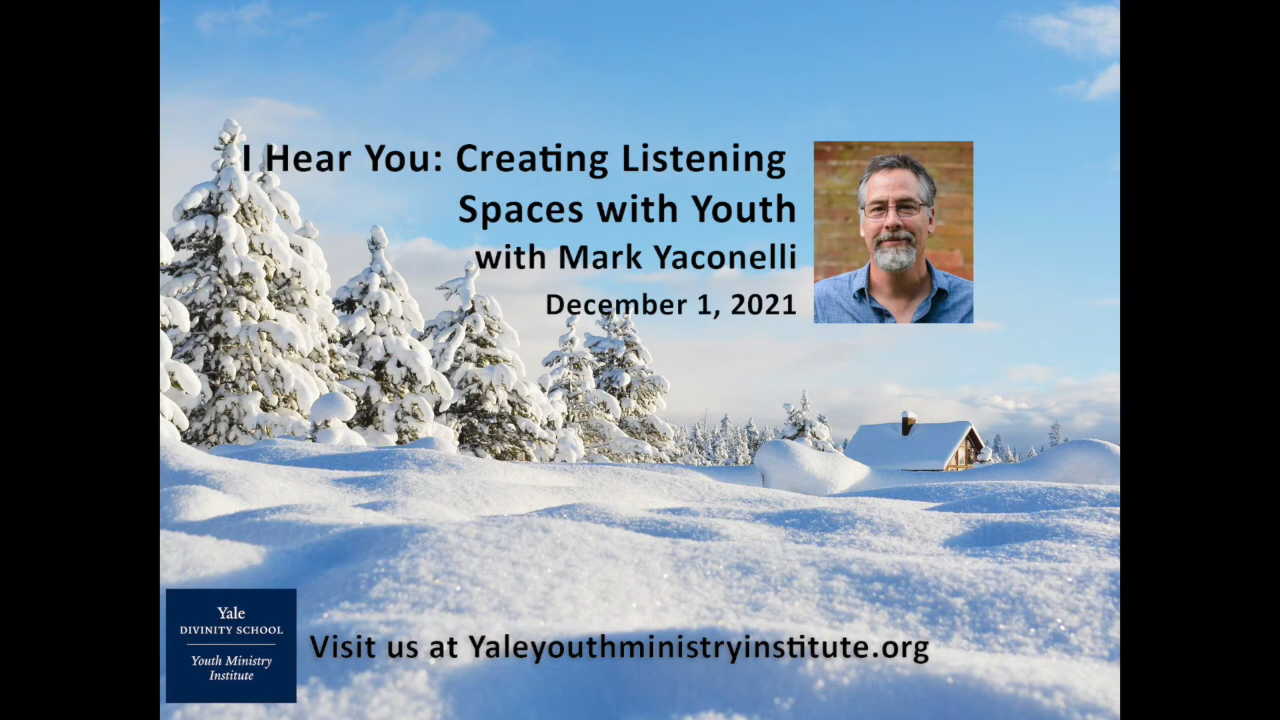 I Hear You: Creating Listening
Spaces with Youth
with Mark Yaconelli
December 1, 2021
Yale
DIVINITY SCHOOL
Youth Ministry
Institute
Visit us at Yaleyouthministryinstitute.org